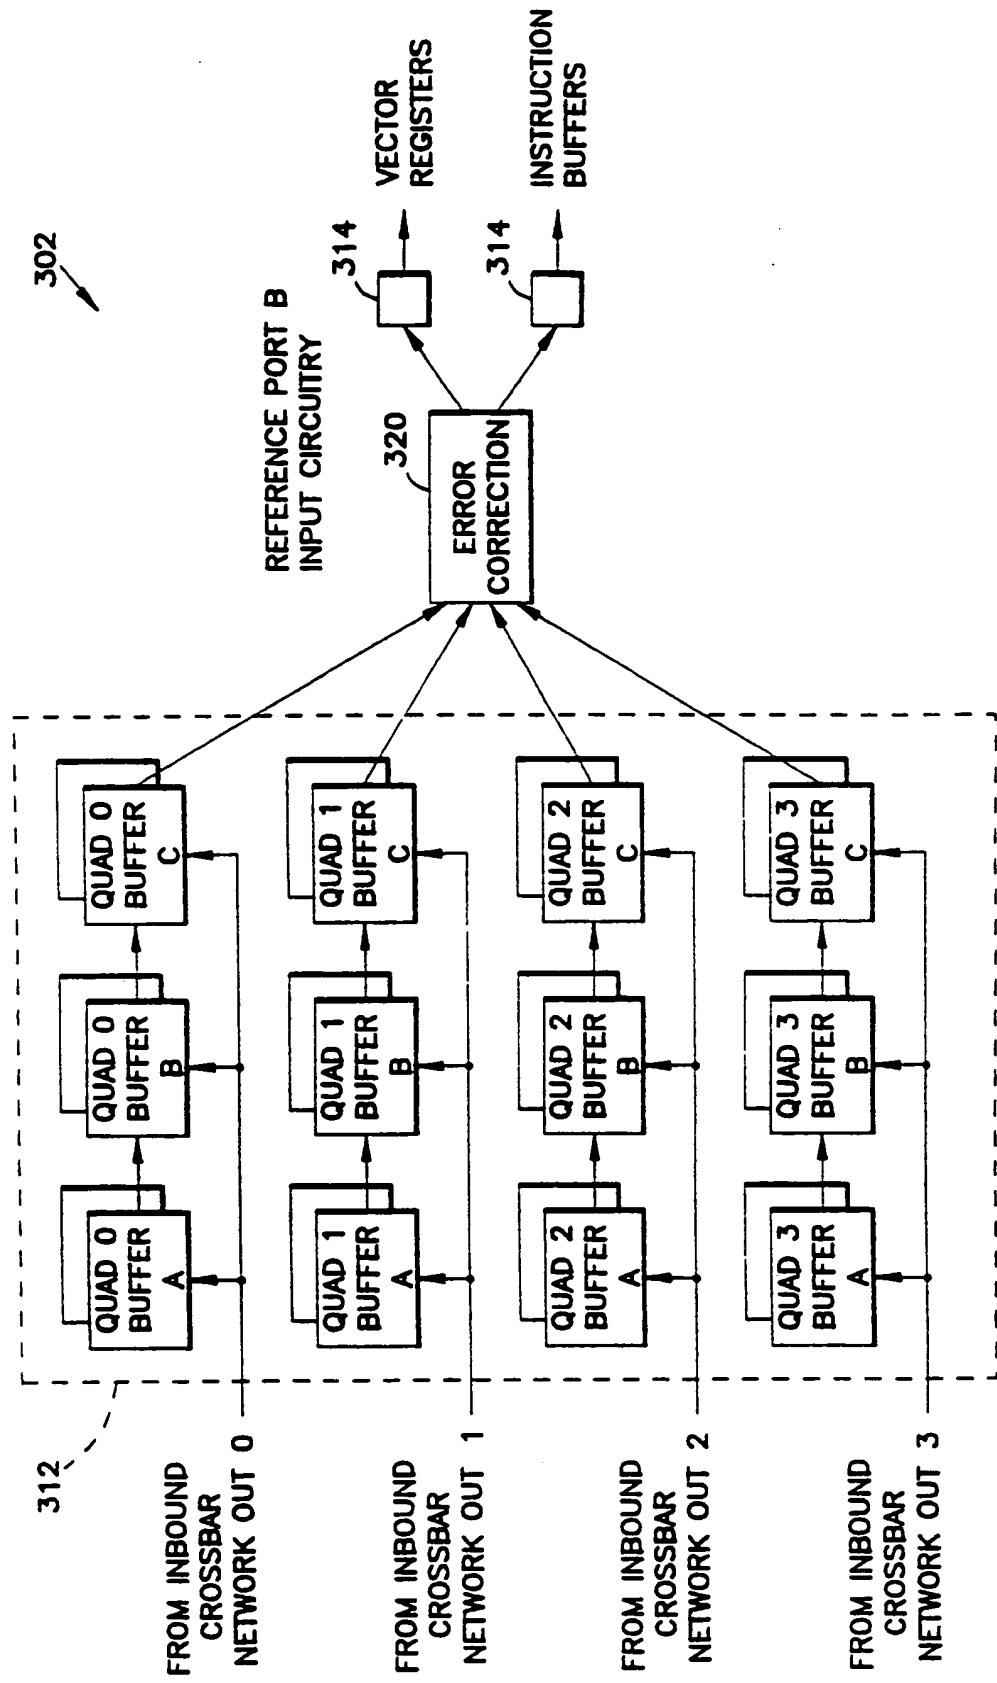 302
REFERENCE PORT B
INPUT CIRCUITRY
312
FROM INBOUND
CROSSBAR
NETWORK OUT 0
QUAD 0
BUFFER
A
QUAD 0
BUFFER
B
QUAD 0
BUFFER
C
FROM INBOUND
CROSSBAR
NETWORK OUT 1
QUAD 1
BUFFER
A
QUAD 1
BUFFER
B
QUAD 1
BUFFER
C
FROM INBOUND
CROSSBAR
NETWORK OUT 2
QUAD 2
BUFFER
A
QUAD 2
BUFFER
B
QUAD 2
BUFFER
C
FROM INBOUND
CROSSBAR
NETWORK OUT 3
QUAD 3
BUFFER
A
QUAD 3
BUFFER
B
QUAD 3
BUFFER
C
320
ERROR
CORRECTION
314
VECTOR
REGISTERS
314
INSTRUCTION
BUFFERS